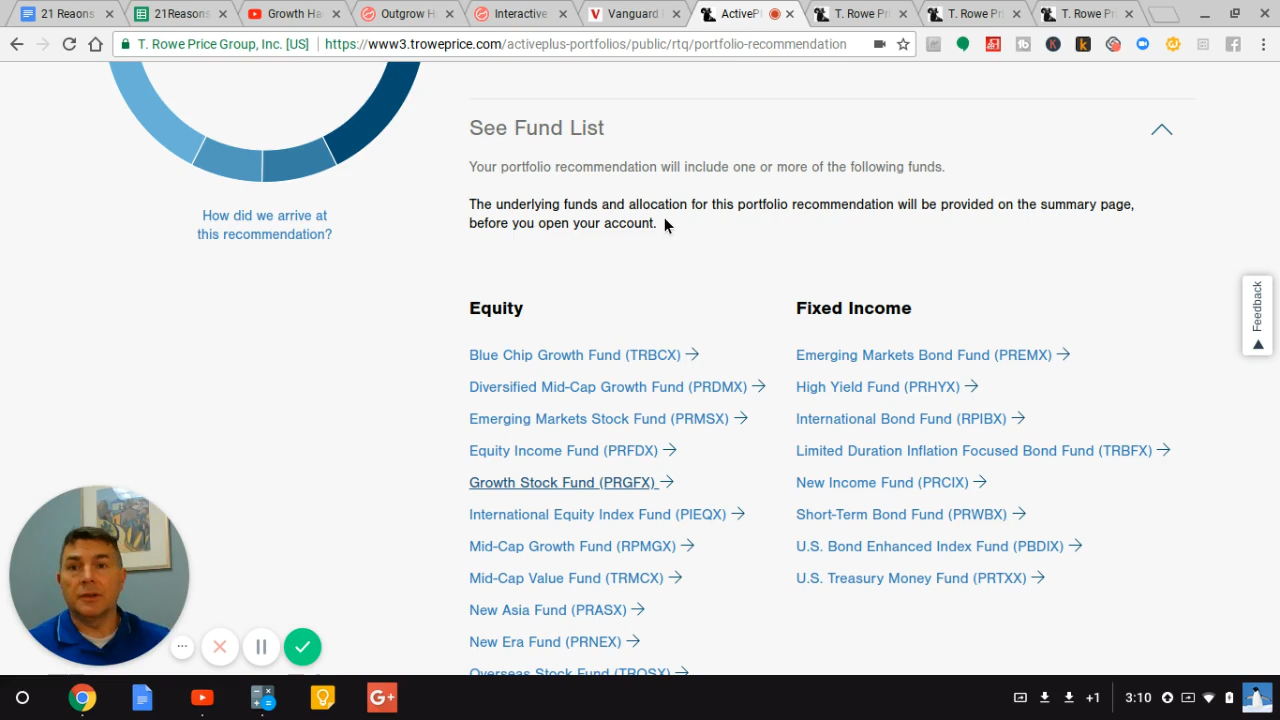 21 Reaons
21Reasons
Growth Ha
Outgrow H
Interactive
Vanguard
ActiveP
T. Rowe Pri
T. Rowe Pri
T. Rowe Pri
T. Rowe Price Group, Inc. [US]
https://www3.troweprice.com/activeplus-portfolios/public/rtq/portfolio-recommendation
See Fund List
Your portfolio recommendation will include one or more of the following funds.
The underlying funds and allocation for this portfolio recommendation will be provided on the summary page,
before you open your account.
How did we arrive at
this recommendation?
Feedback
Equity
Blue Chip Growth Fund (TRBCX)
Diversified Mid-Cap Growth Fund (PRDMX)
Emerging Markets Stock Fund (PRMSX)
Equity Income Fund (PRFDX)
Growth Stock Fund (PRGFX)
International Equity Index Fund (PIEQX)
Mid-Cap Growth Fund (RPMGX)
Mid-Cap Value Fund (TRMCX)
New Asia Fund (PRASX)
New Era Fund (PRNEX)
Overseas Stock Fund (TROSX)
Fixed Income
Emerging Markets Bond Fund (PREMX)
High Yield Fund (PRHYX)
International Bond Fund (RPIBX)
Limited Duration Inflation Focused Bond Fund (TRBFX)
New Income Fund (PRCIX)
Short-Term Bond Fund (PRWBX)
U.S. Bond Enhanced Index Fund (PBDIX)
U.S. Treasury Money Fund (PRTXX)
+1
3:10